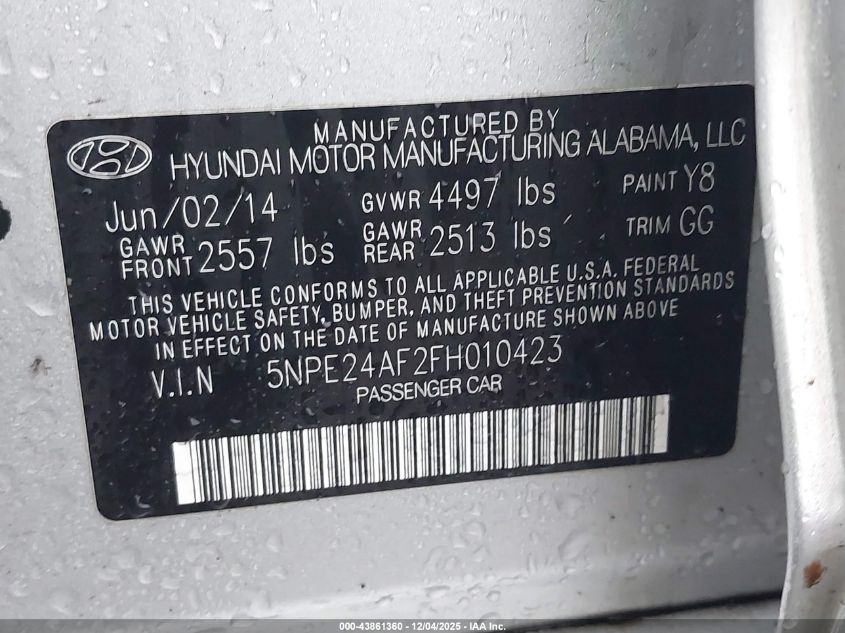 MANUFACTURED BY
HYUNDAI MOTOR MANUFACTURING ALABAMA, LLC
Jun/02/14 GVWR 4497 lbs PAINT Y8
GAWR FRONT 2557 lbs GAWR REAR 2513 lbs TRIM GG
THIS VEHICLE CONFORMS TO ALL APPLICABLE U.S.A. FEDERAL
MOTOR VEHICLE SAFETY, BUMPER, AND THEFT PREVENTION STANDARDS
IN EFFECT ON THE DATE OF MANUFACTURE SHOWN ABOVE
V.I.N 5NPE24AF2FH010423
PASSENGER CAR
000-43861360 - 12/04/2025 - IAA Inc.